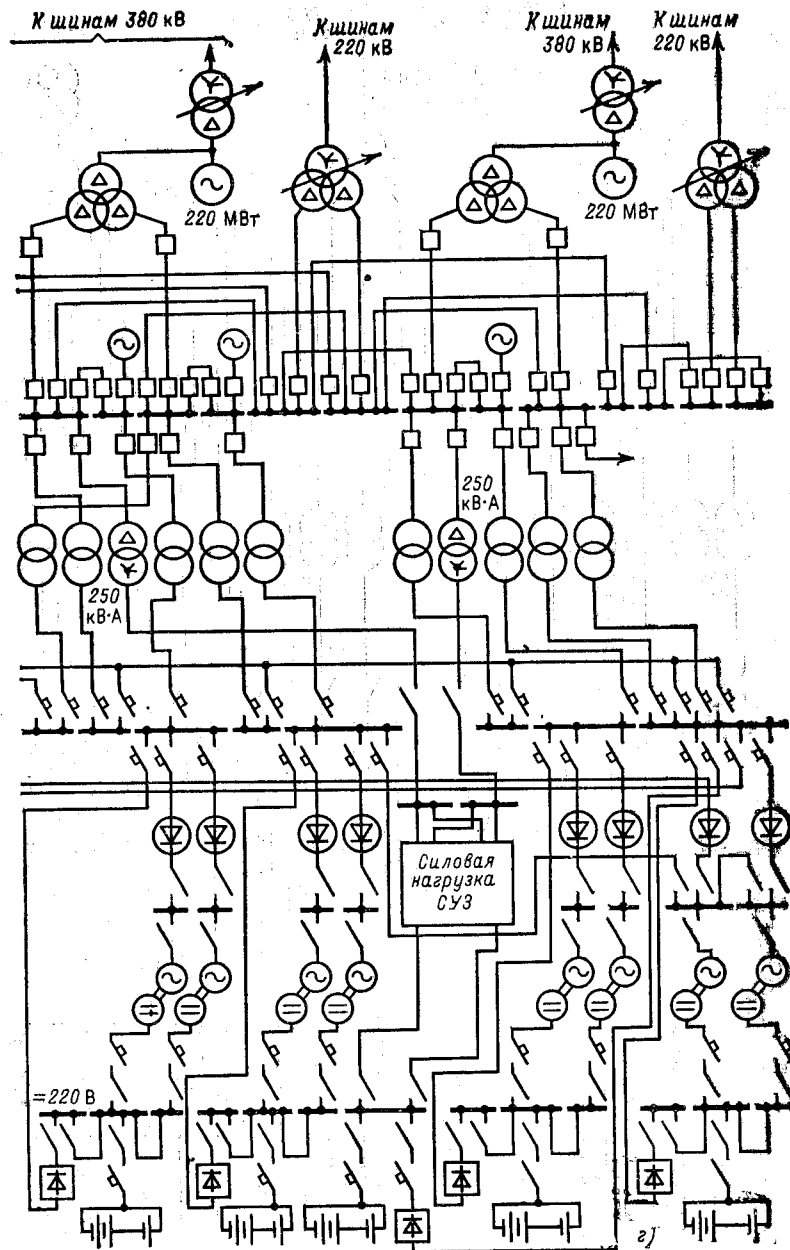 К шинам 380 кВ
К шинам
220 кВ
К шинам
380 кВ
К шинам
220 кВ
220 МВт
220 МВт
250
кВ·А
250
кВ·А
Силовая
нагрузка
СУЗ
=220 В
г)